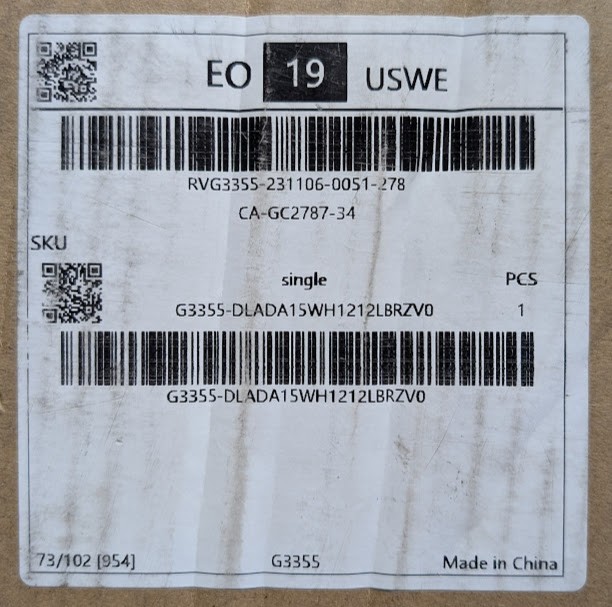 EO 19 USWE
RVG3355-231106-0051-278
CA-GC2787-34
SKU
single PCS
G3355-DLADA15WH1212LBRZV0 1
G3355-DLADA15WH1212LBRZV0
73/102 [954] G3355 Made in China